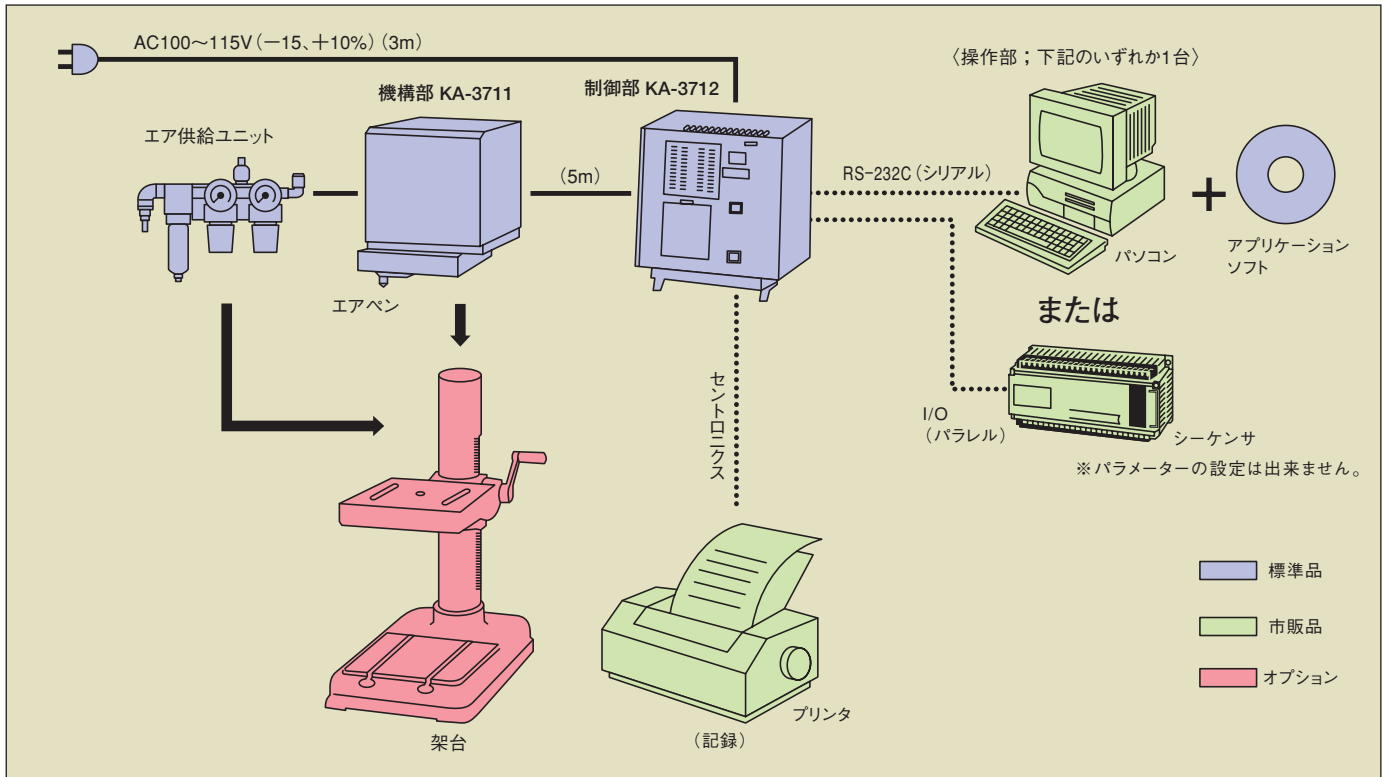 AC100～115V（－15、＋10%）（3m）
〈操作部；下記のいずれか1台〉
機構部 KA-3711
制御部 KA-3712
エア供給ユニット
（5m）
RS-232C（シリアル）
＋
パソコン
アプリケーション
ソフト
エアペン
または
セントロニクス
I/O
（パラレル）
シーケンサ
※パラメーターの設定は出来ません。
標準品
市販品
オプション
架台
プリンタ
（記録）